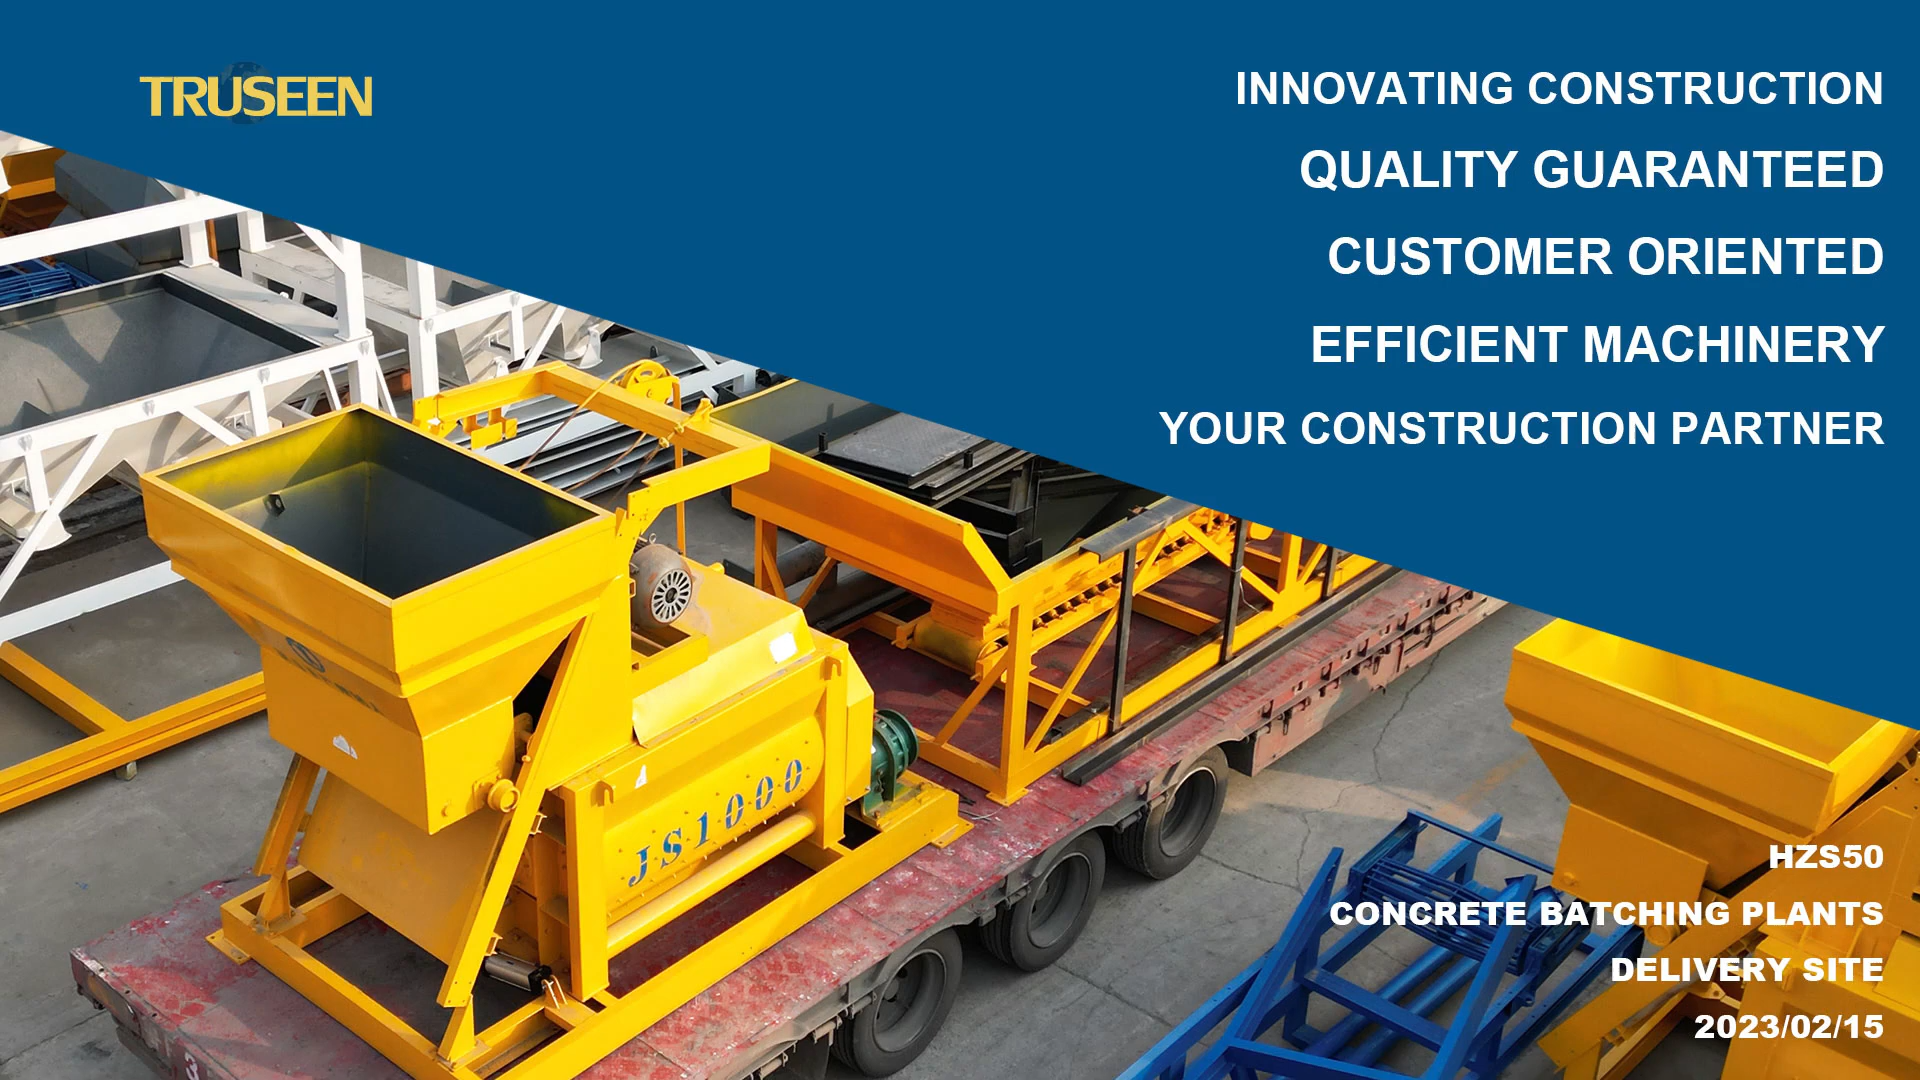 TRUSEEN
INNOVATING CONSTRUCTION
QUALITY GUARANTEED
CUSTOMER ORIENTED
EFFICIENT MACHINERY
YOUR CONSTRUCTION PARTNER
JS1000
HZS50
CONCRETE BATCHING PLANTS
DELIVERY SITE
2023/02/15
3